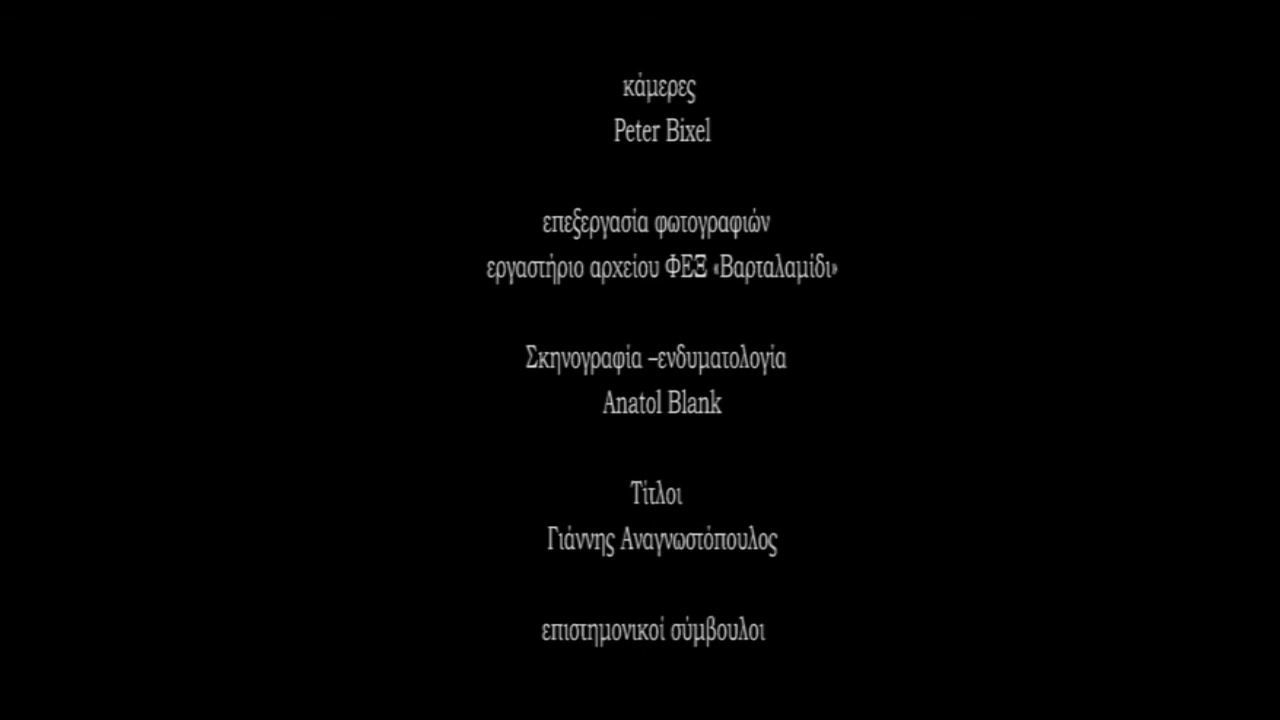 κάμερες
Peter Bixel
επεξεργασία φωτογραφιών
εργαστήριο αρχείου ΦΕΞ «Βαρταλαμίδι»
Σκηνογραφία –ενδυματολογία
Anatol Blank
Τίτλοι
Γιάννης Αναγνωστόπουλος
επιστημονικοί σύμβουλοι